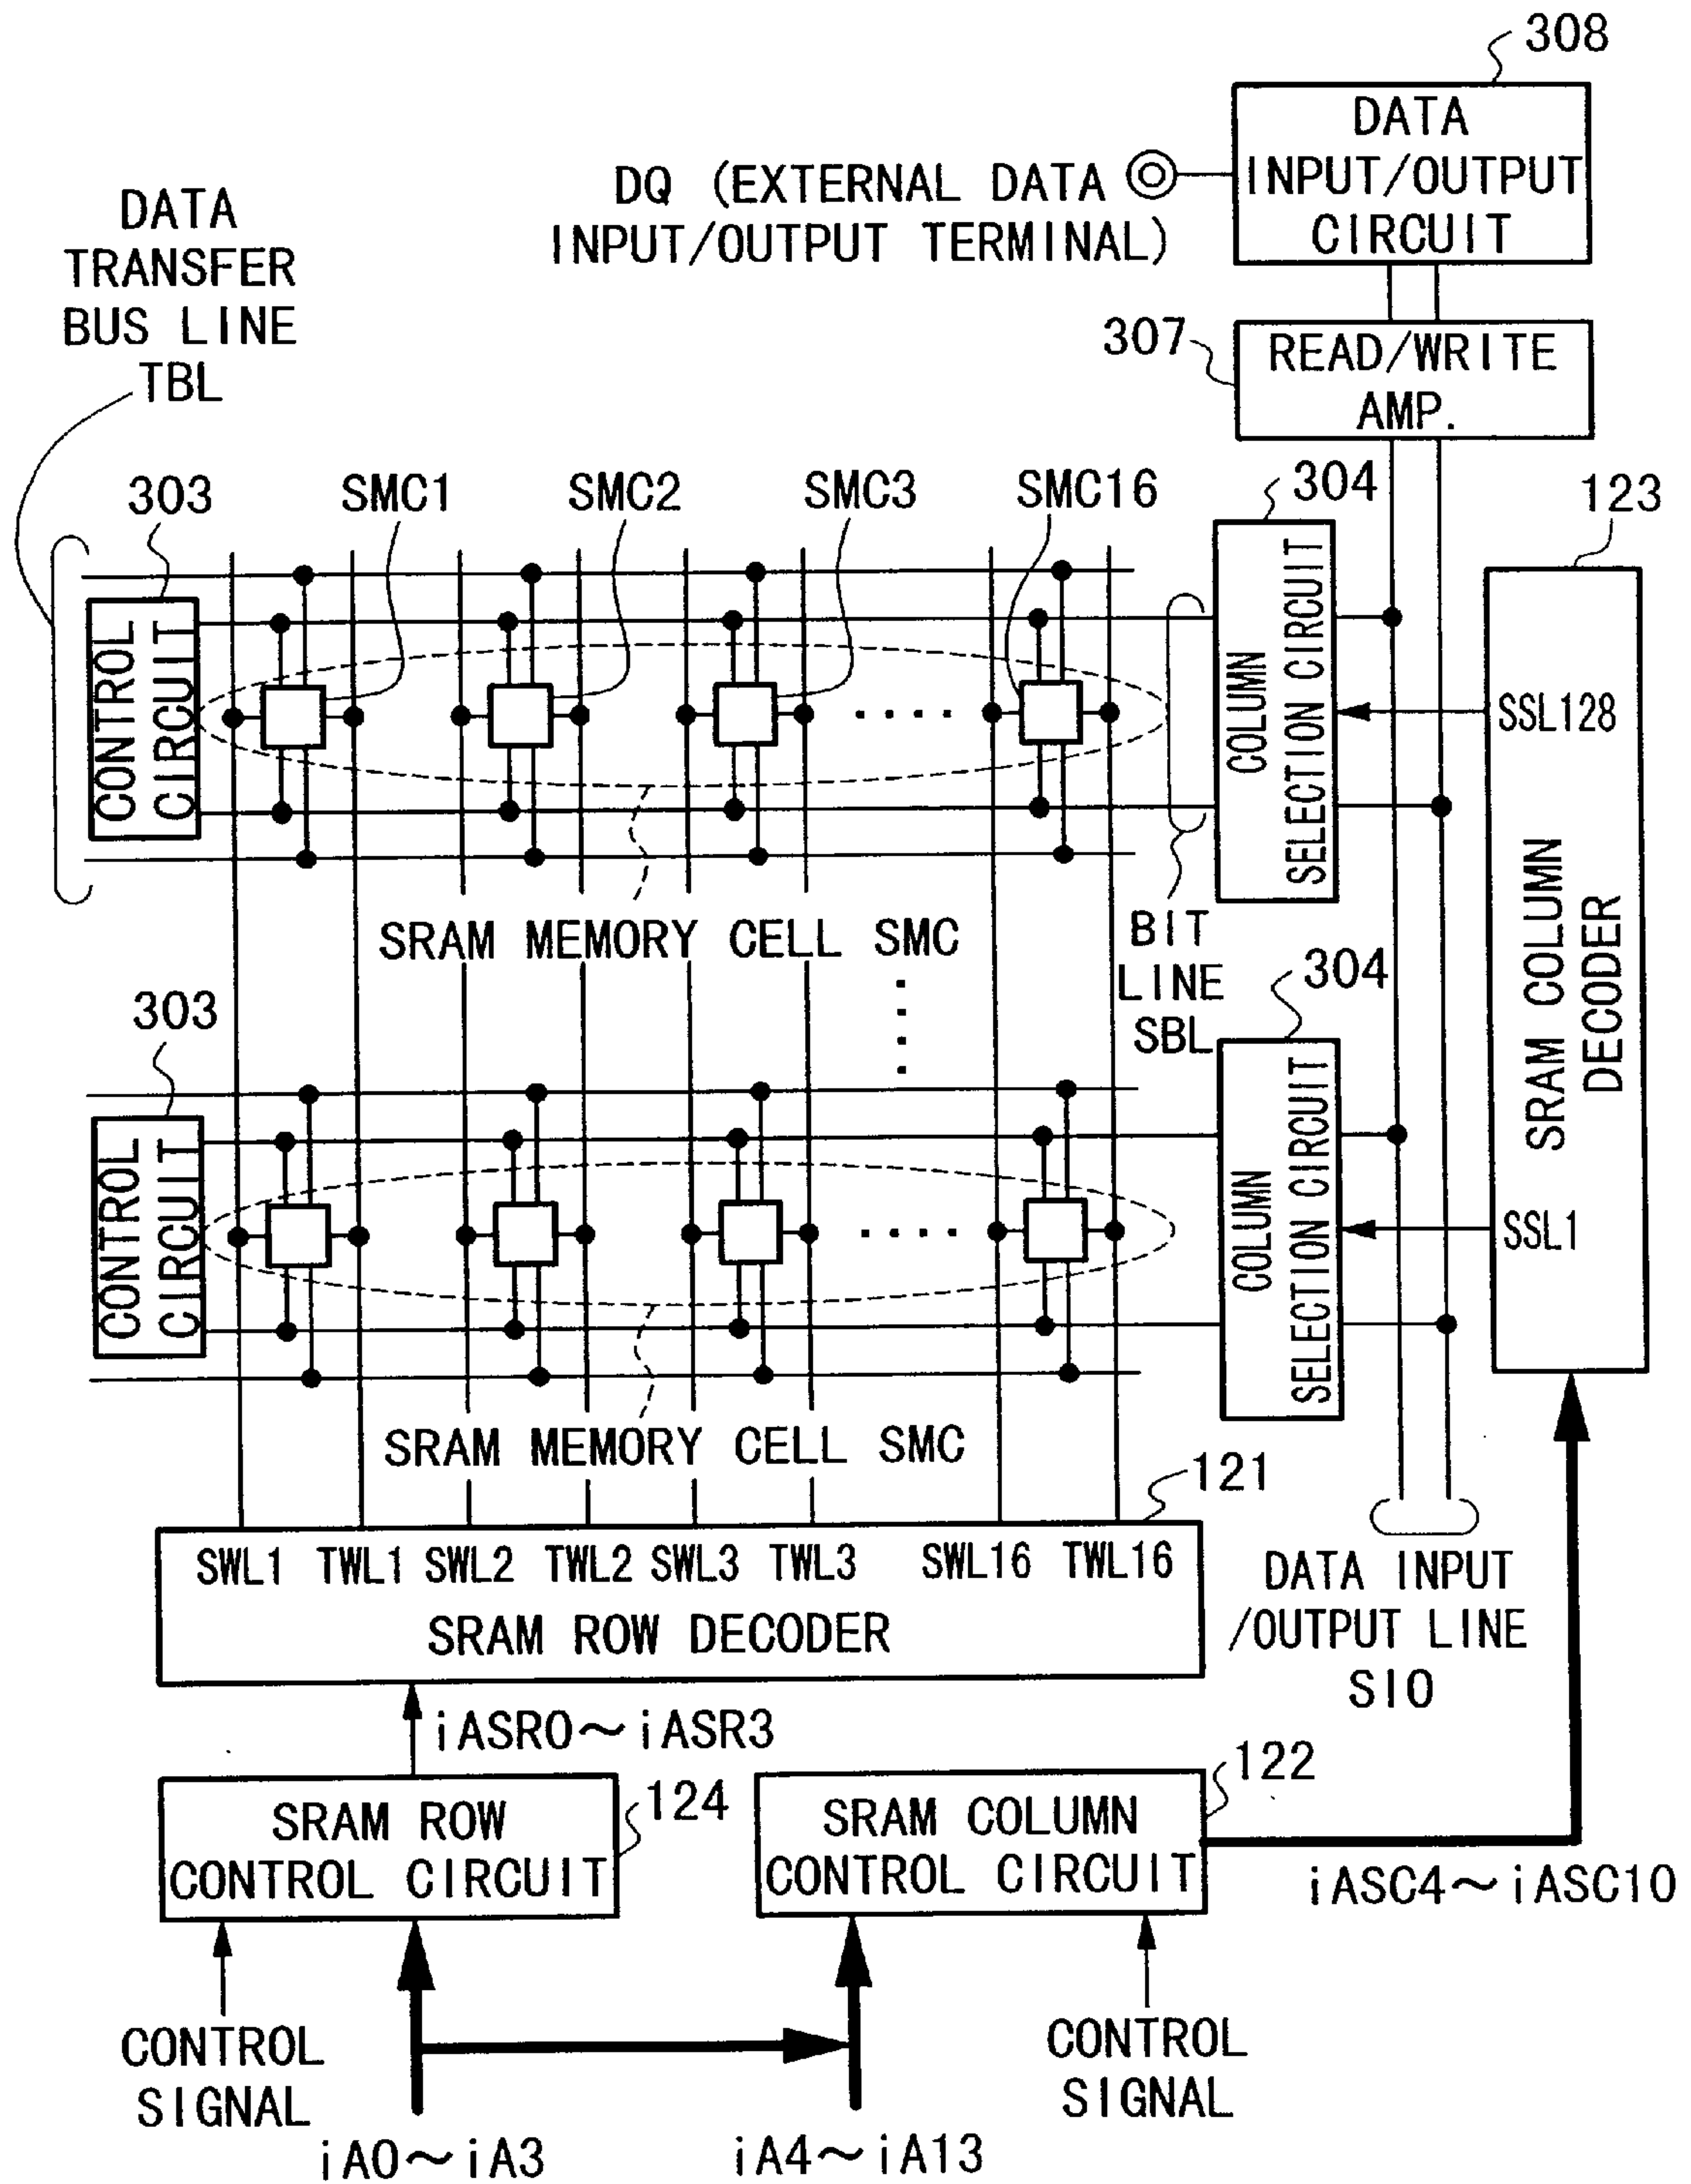 308
DATA
INPUT/OUTPUT
CIRCUIT
DQ (EXTERNAL DATA
INPUT/OUTPUT TERMINAL)
DATA
TRANSFER
BUS LINE
TBL
307
READ/WRITE
AMP.
303
SMC1
SMC2
SMC3
SMC16
304
123
CONTROL
CIRCUIT
COLUMN
SELECTION CIRCUIT
SSL128
SRAM COLUMN
DECODER
SRAM MEMORY CELL SMC
BIT
LINE
SBL
304
303
CONTROL
CIRCUIT
COLUMN
SELECTION CIRCUIT
SSL1
SRAM MEMORY CELL SMC
121
SWL1 TWL1 SWL2 TWL2 SWL3 TWL3 SWL16 TWL16
SRAM ROW DECODER
DATA INPUT
/OUTPUT LINE
SIO
iASR0~iASR3
124
SRAM ROW
CONTROL CIRCUIT
122
SRAM COLUMN
CONTROL CIRCUIT
iASC4~iASC10
CONTROL
SIGNAL
CONTROL
SIGNAL
iA0~iA3
iA4~iA13